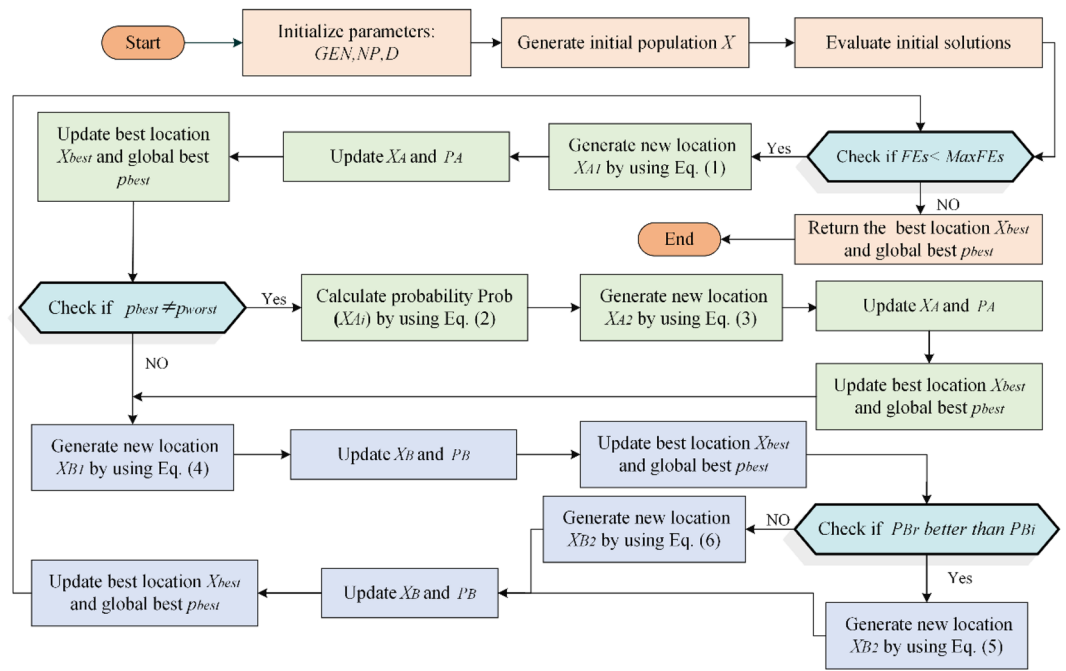 Start
Initialize parameters:
GEN,NP,D
Generate initial population X
Evaluate initial solutions
Update best location
Xbest and global best
pbest
Update XA and PA
Generate new location
XA1 by using Eq. (1)
Yes
Check if FEs< MaxFEs
NO
End
Return the best location Xbest
and global best pbest
Check if pbest ≠pworst
Yes
Calculate probability Prob
(XAi) by using Eq. (2)
Generate new location
XA2 by using Eq. (3)
Update XA and PA
NO
Update best location Xbest
and global best pbest
Generate new location
XB1 by using Eq. (4)
Update XB and PB
Update best location Xbest
and global best pbest
Generate new location
XB2 by using Eq. (6)
NO
Check if PBr better than PBi
Yes
Update best location Xbest
and global best pbest
Update XB and PB
Generate new location
XB2 by using Eq. (5)